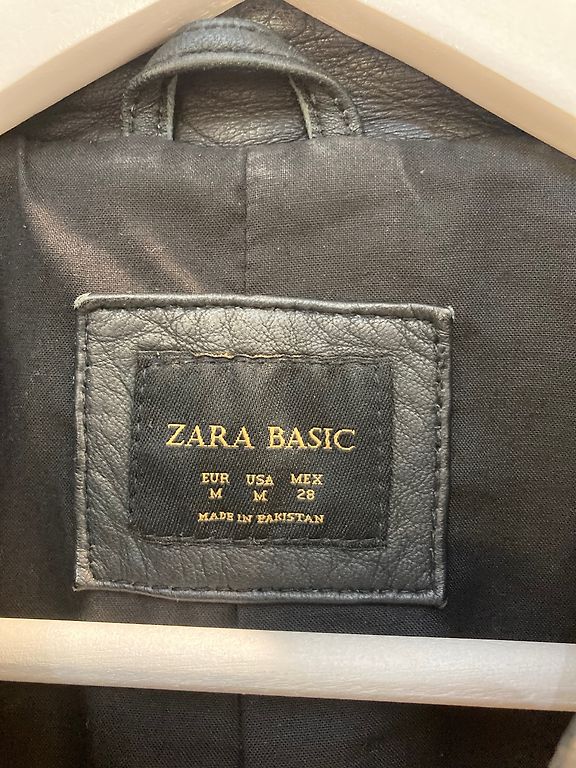 ZARA BASIC
EUR USA MEX
M M 28
MADE IN PAKISTAN